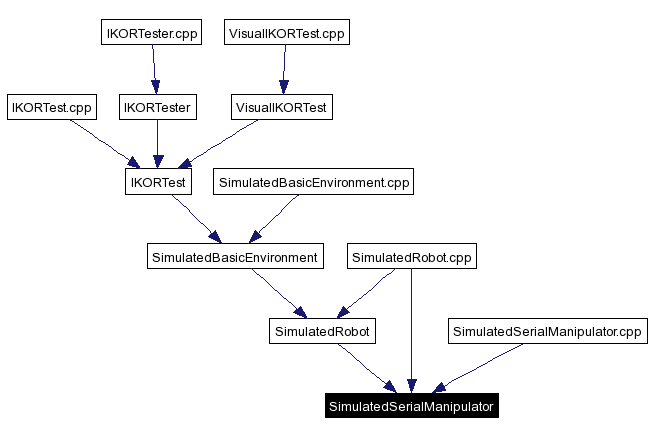 IKORTester.cpp
VisualIKORTest.cpp
IKORTest.cpp
IKORTester
VisualIKORTest
IKORTest
SimulatedBasicEnvironment.cpp
SimulatedBasicEnvironment
SimulatedRobot.cpp
SimulatedRobot
SimulatedSerialManipulator.cpp
SimulatedSerialManipulator